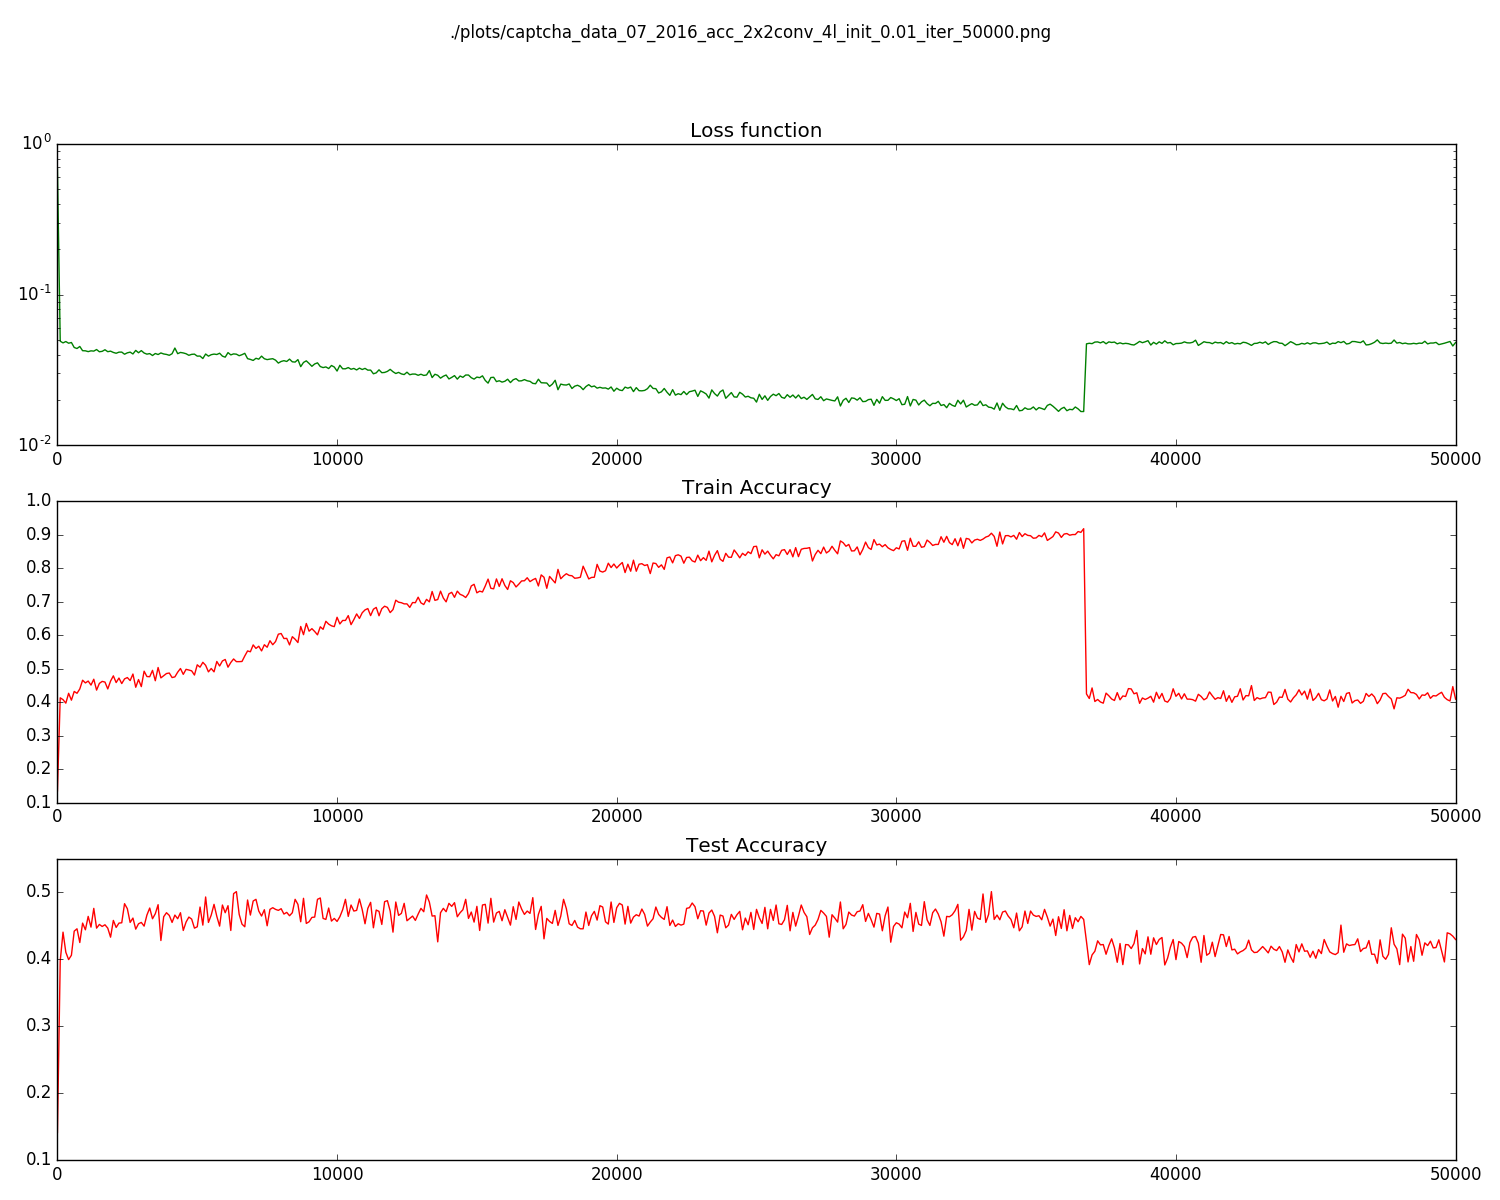 ./plots/captcha_data_07_2016_acc_2x2conv_4l_init_0.01_iter_50000.png
Loss function
10^0
10^-1
10^-2
0 10000 20000 30000 40000 50000
Train Accuracy
1.0
0.9
0.8
0.7
0.6
0.5
0.4
0.3
0.2
0.1
0 10000 20000 30000 40000 50000
Test Accuracy
0.5
0.4
0.3
0.2
0.1
0 10000 20000 30000 40000 50000